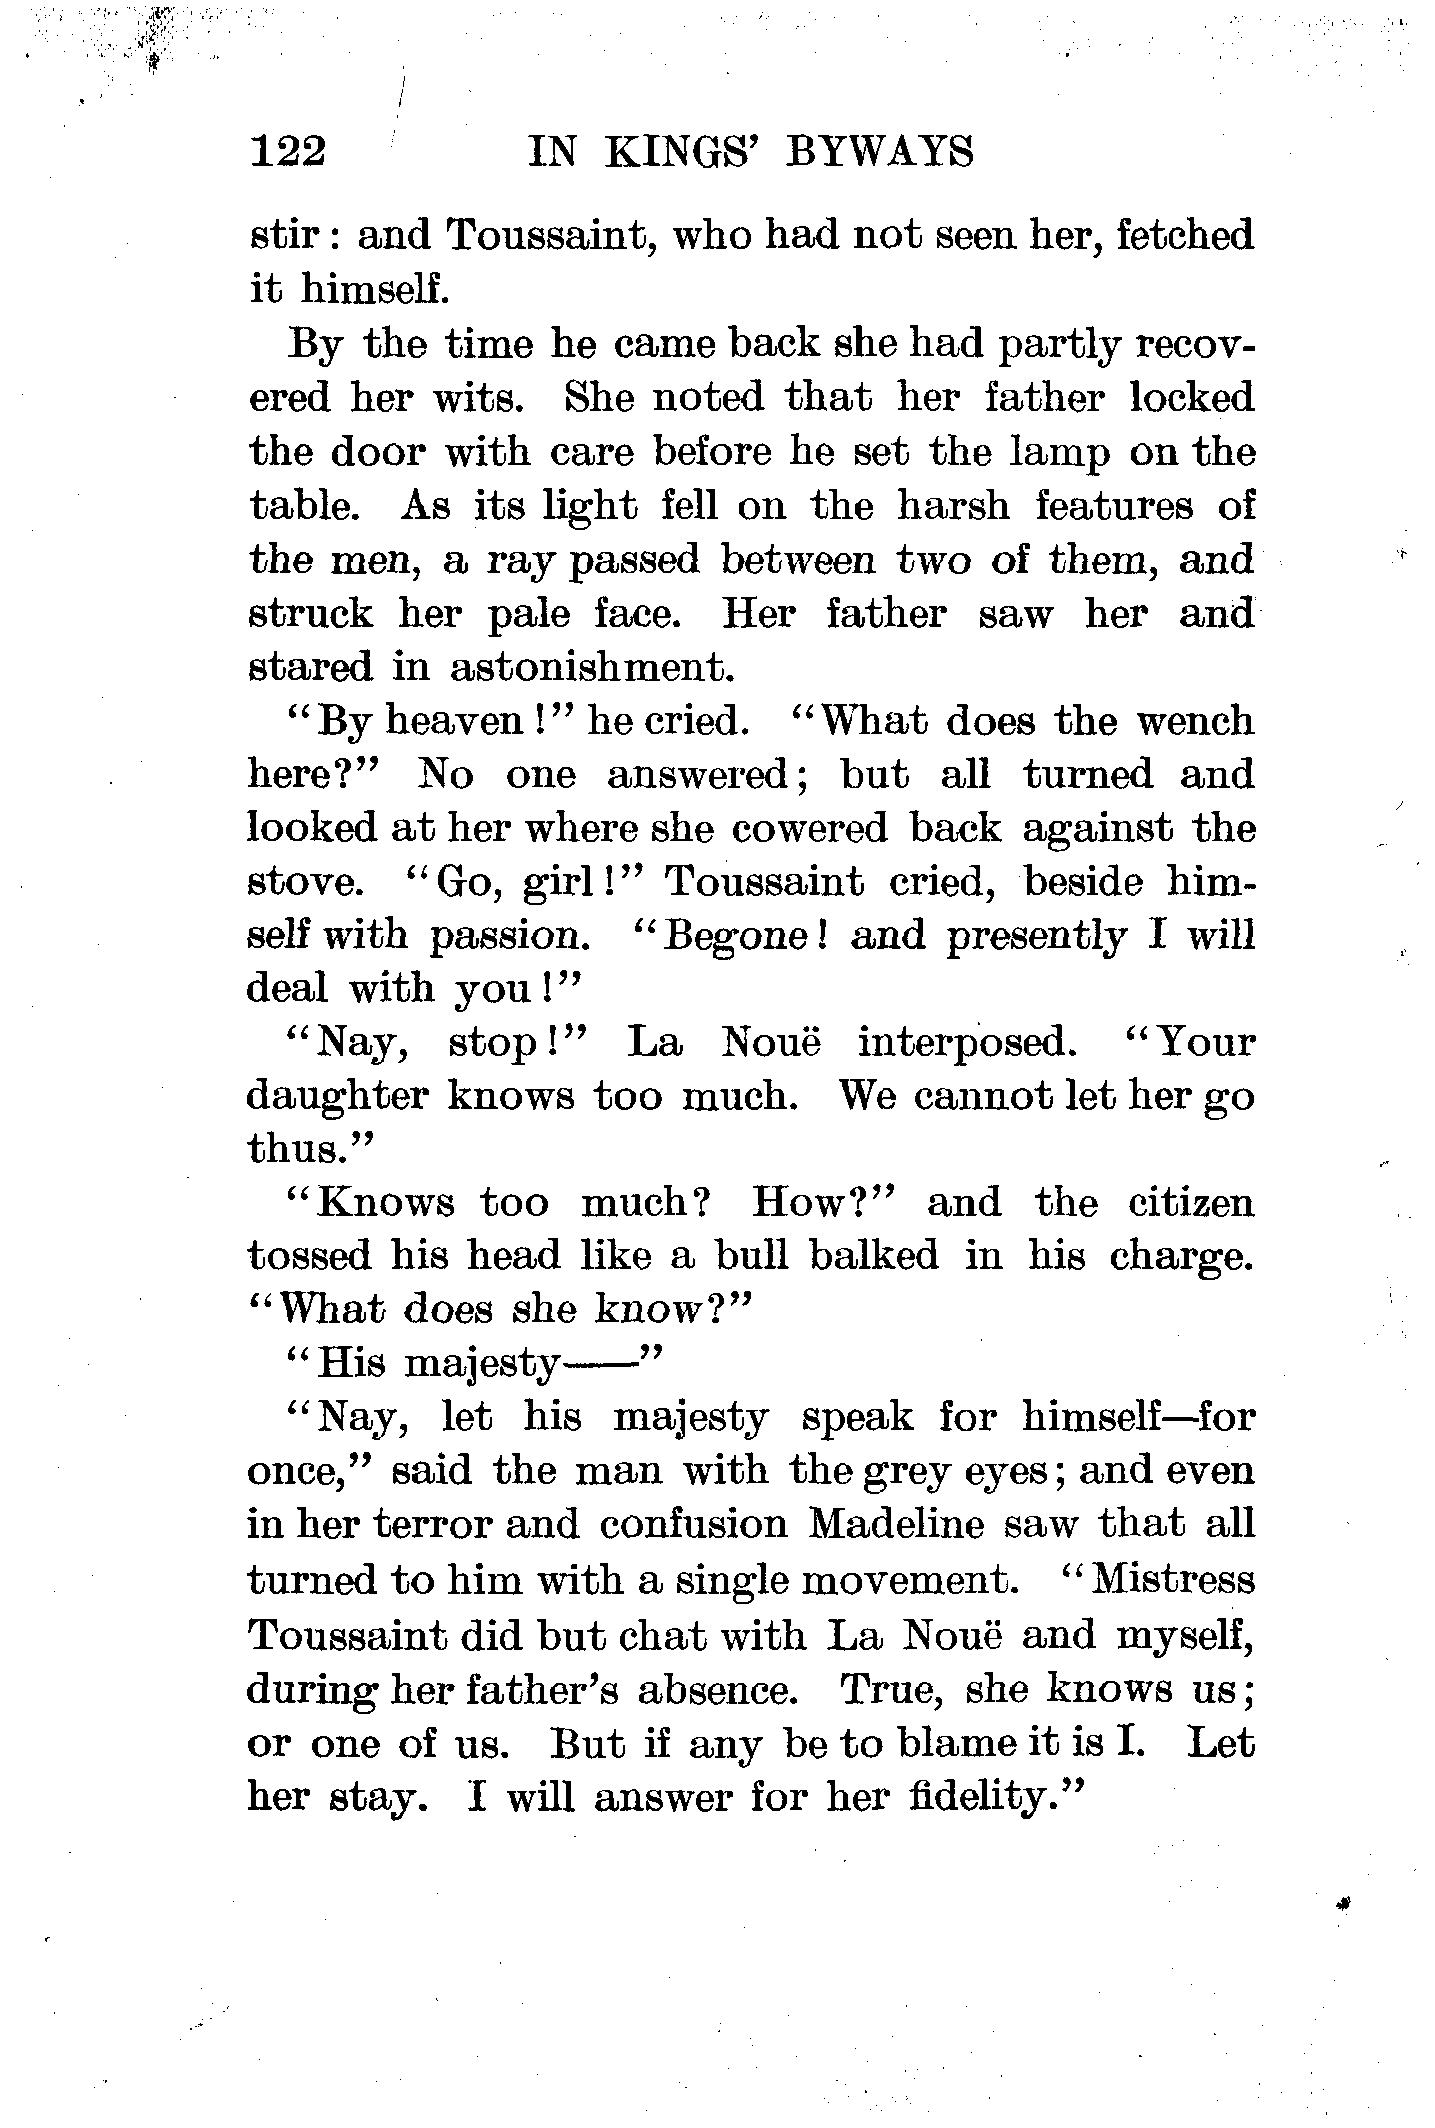 122 IN KINGS' BYWAYS
stir: and Toussaint, who had not seen her, fetched
it himself.
By the time he came back she had partly recov-
ered her wits. She noted that her father locked
the door with care before he set the lamp on the
table. As its light fell on the harsh features of
the men, a ray passed between two of them, and
struck her pale face. Her father saw her and
stared in astonishment.
"By heaven!" he cried. "What does the wench
here?" No one answered; but all turned and
looked at her where she cowered back against the
stove. "Go, girl!" Toussaint cried, beside him-
self with passion. "Begone! and presently I will
deal with you!"
"Nay, stop!" La Nouë interposed. "Your
daughter knows too much. We cannot let her go
thus."
"Knows too much? How?" and the citizen
tossed his head like a bull balked in his charge.
"What does she know?"
"His majesty——"
"Nay, let his majesty speak for himself—for
once," said the man with the grey eyes; and even
in her terror and confusion Madeline saw that all
turned to him with a single movement. "Mistress
Toussaint did but chat with La Nouë and myself,
during her father's absence. True, she knows us;
or one of us. But if any be to blame it is I. Let
her stay. I will answer for her fidelity."